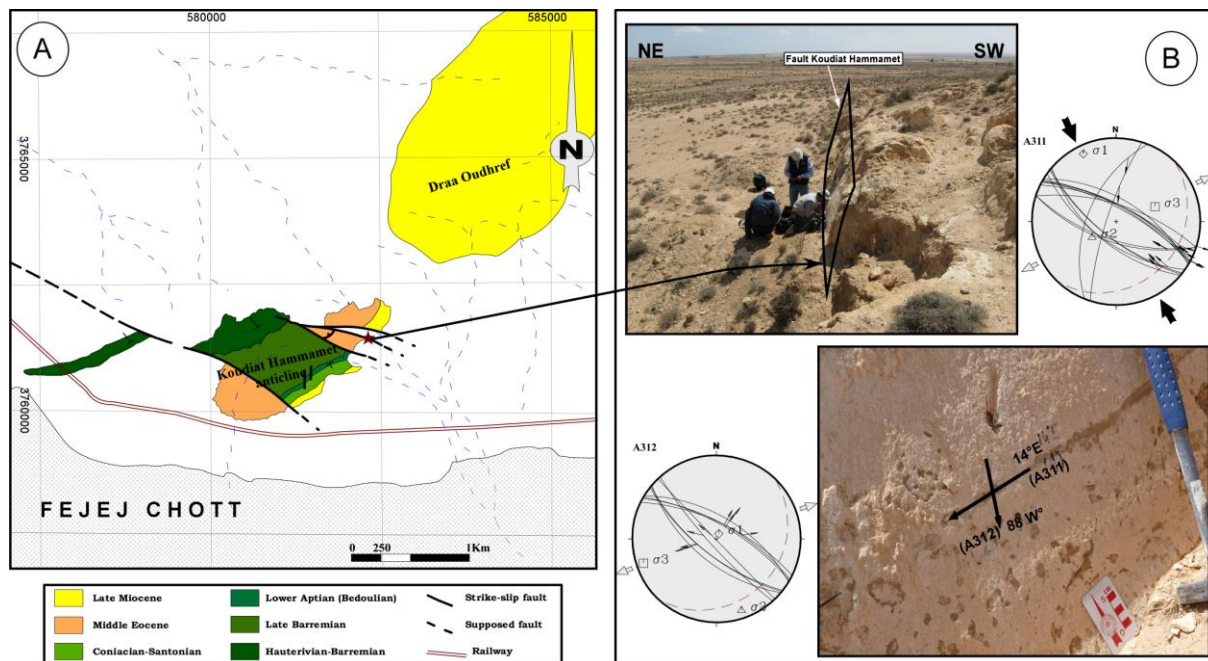 A
580000
585000
3765000
3760000
N
Draa Oudhref
Koudiat Hammamet
anticline
FEJEJ CHOTT
0 250 1Km
Late Miocene
Middle Eocene
Coniacian-Santonian
Lower Aptian (Bedoulian)
Late Barremian
Hauterivian-Barremian
Strike-slip fault
Supposed fault
Railway
B
NE
SW
Fault Koudiat Hammamet
A311
N
σ1
σ3
σ2
A312
N
σ1
σ3
σ2
14°E
(A311)
(A312) 88 W°